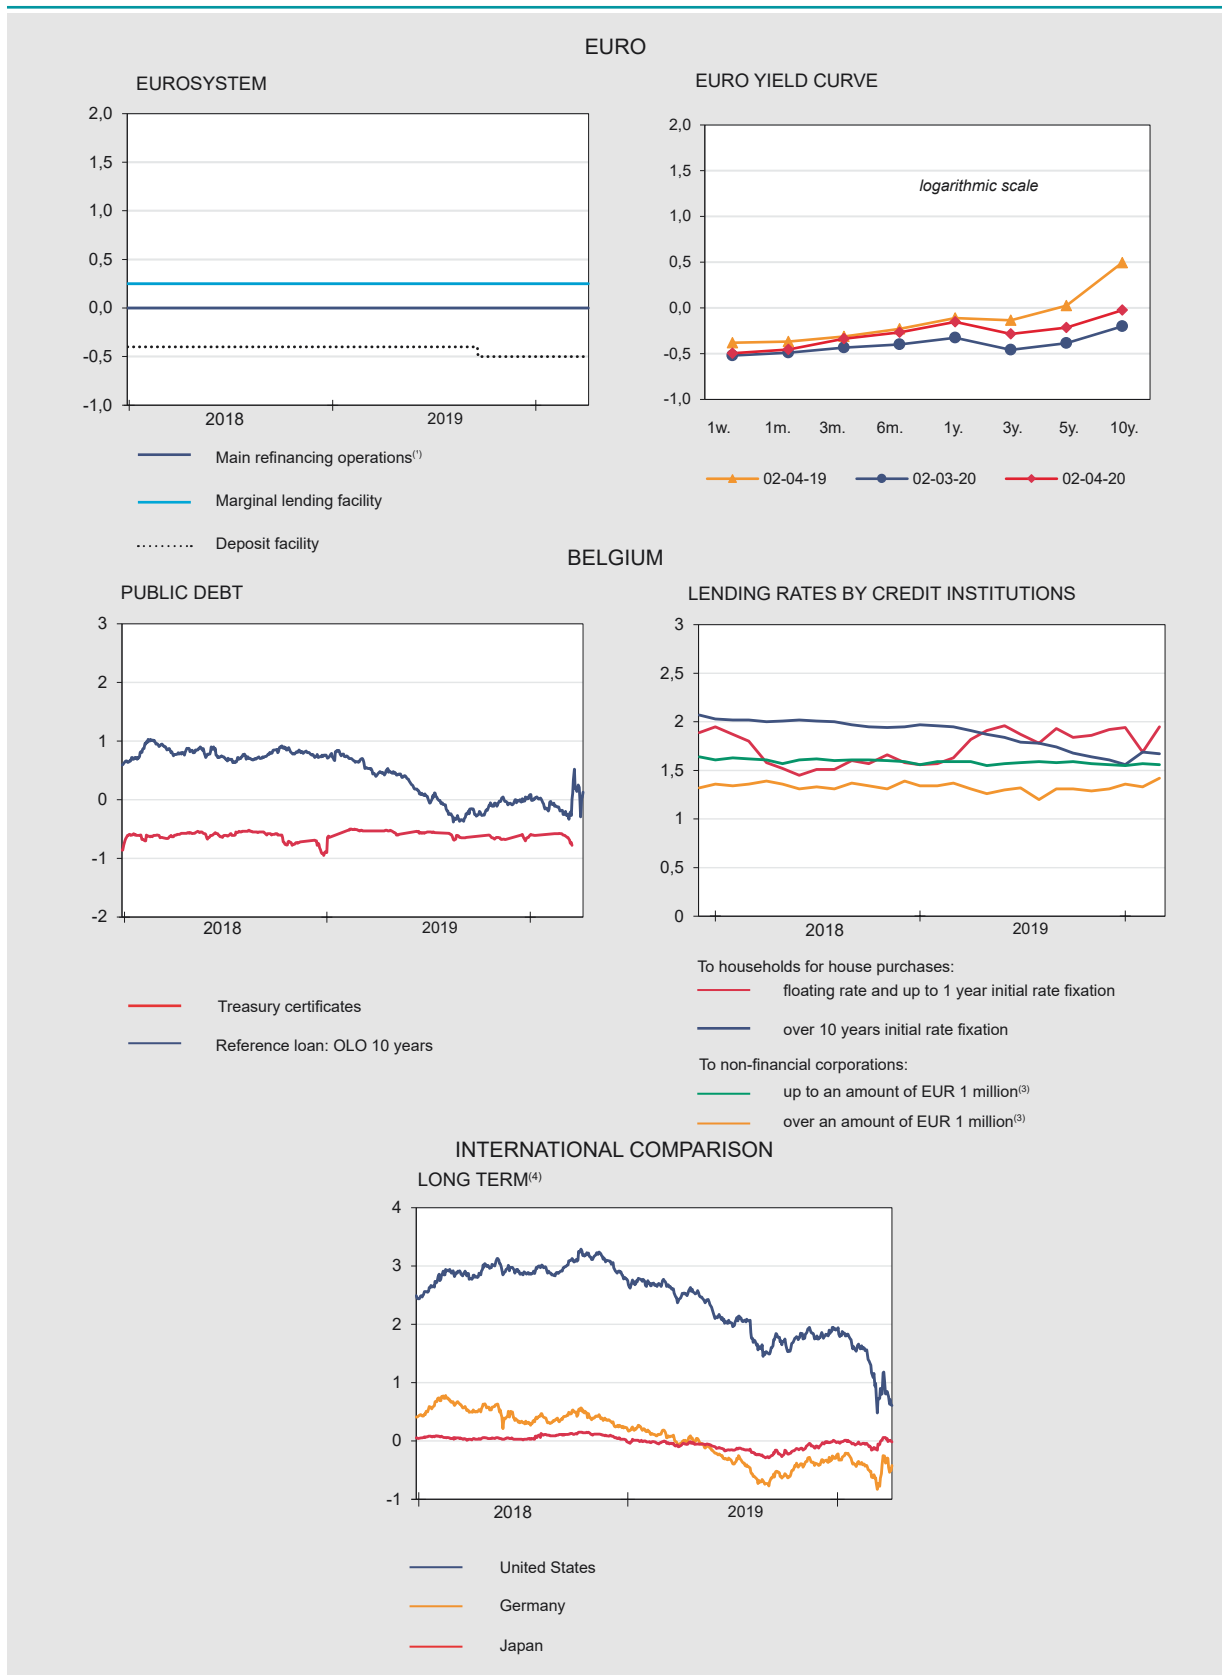 EURO
EUROSYSTEM
2,0
1,5
1,0
0,5
0,0
-0,5
-1,0
2018 2019
Main refinancing operations(¹)
Marginal lending facility
Deposit facility
EURO YIELD CURVE
2,0
1,5
1,0
0,5
0,0
-0,5
-1,0
logarithmic scale
1w. 1m. 3m. 6m. 1y. 3y. 5y. 10y.
02-04-19 02-03-20 02-04-20
BELGIUM
PUBLIC DEBT
3
2
1
0
-1
-2
2018 2019
Treasury certificates
Reference loan: OLO 10 years
LENDING RATES BY CREDIT INSTITUTIONS
3
2,5
2
1,5
1
0,5
0
2018 2019
To households for house purchases:
floating rate and up to 1 year initial rate fixation
over 10 years initial rate fixation
To non-financial corporations:
up to an amount of EUR 1 million(3)
over an amount of EUR 1 million(3)
INTERNATIONAL COMPARISON
LONG TERM(4)
4
3
2
1
0
-1
2018 2019
United States
Germany
Japan